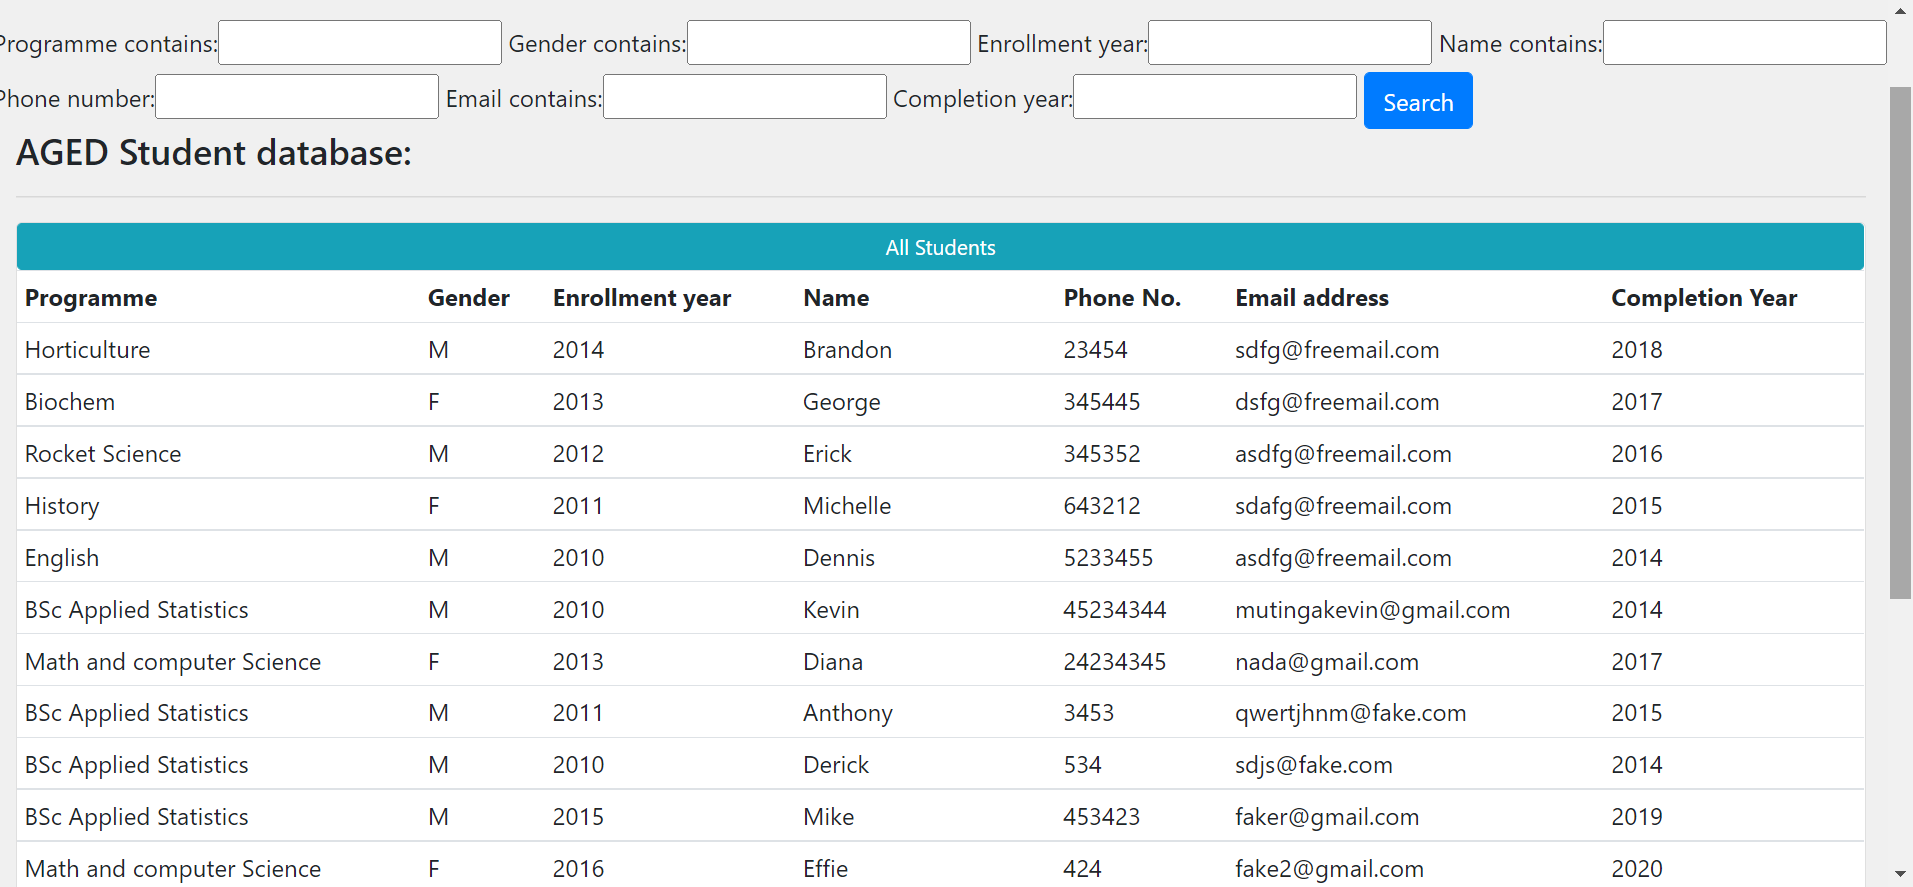 Programme contains: Gender contains: Enrollment year: Name contains:
Phone number: Email contains: Completion year: Search
AGED Student database:
All Students
Programme Gender Enrollment year Name Phone No. Email address Completion Year
Horticulture M 2014 Brandon 23454 sdfg@freemail.com 2018
Biochem F 2013 George 345445 dsfg@freemail.com 2017
Rocket Science M 2012 Erick 345352 asdfg@freemail.com 2016
History F 2011 Michelle 643212 sdafg@freemail.com 2015
English M 2010 Dennis 5233455 asdfg@freemail.com 2014
BSc Applied Statistics M 2010 Kevin 45234344 mutingakevin@gmail.com 2014
Math and computer Science F 2013 Diana 24234345 nada@gmail.com 2017
BSc Applied Statistics M 2011 Anthony 3453 qwertjhnm@fake.com 2015
BSc Applied Statistics M 2010 Derick 534 sdjs@fake.com 2014
BSc Applied Statistics M 2015 Mike 453423 faker@gmail.com 2019
Math and computer Science F 2016 Effie 424 fake2@gmail.com 2020